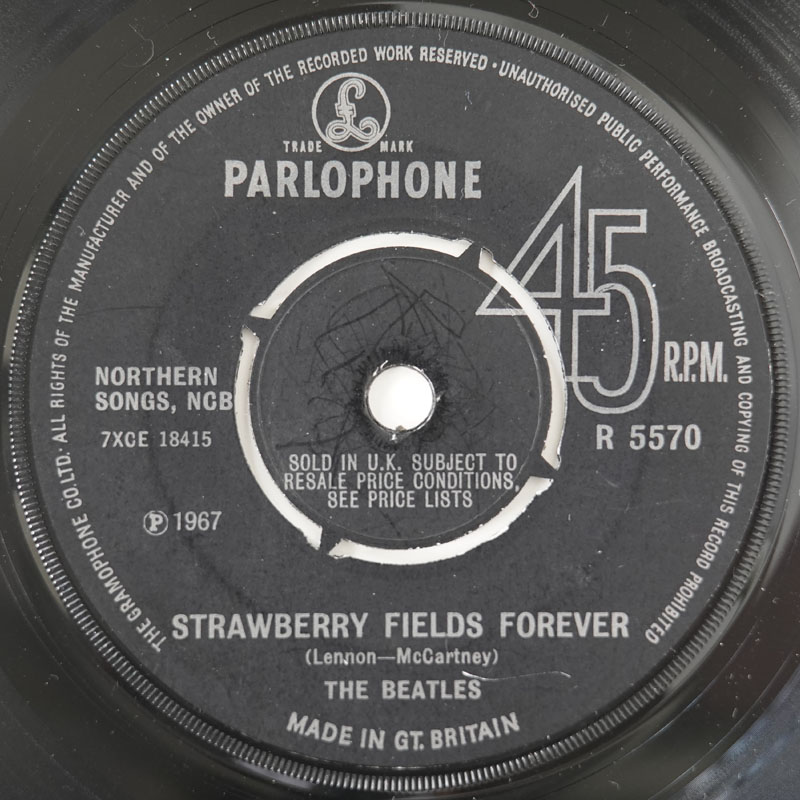 THE GRAMOPHONE CO. LTD. ALL RIGHTS OF THE MANUFACTURER AND OF THE OWNER OF THE RECORDED WORK RESERVED • UNAUTHORISED PUBLIC PERFORMANCE BROADCASTING AND COPYING OF THIS RECORD PROHIBITED
£
TRADE MARK
PARLOPHONE
45 R.P.M.
NORTHERN
SONGS, NCB
7XCE 18415
R 5570
SOLD IN U.K. SUBJECT TO
RESALE PRICE CONDITIONS,
SEE PRICE LISTS
Ⓟ 1967
STRAWBERRY FIELDS FOREVER
(Lennon—McCartney)
THE BEATLES
MADE IN GT. BRITAIN